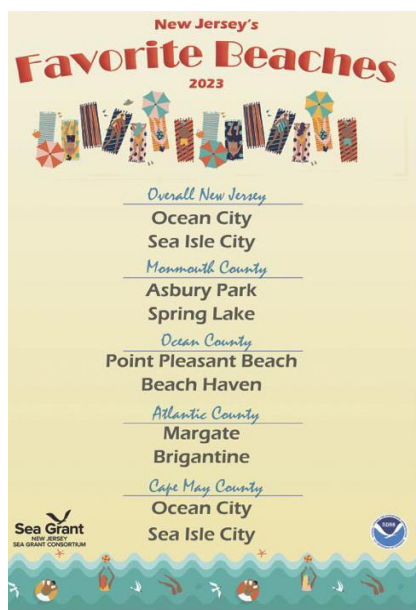 New Jersey's
Favorite Beaches
2023
Overall New Jersey
Ocean City
Sea Isle City
Monmouth County
Asbury Park
Spring Lake
Ocean County
Point Pleasant Beach
Beach Haven
Atlantic County
Margate
Brigantine
Cape May County
Ocean City
Sea Isle City
Sea Grant
NEW JERSEY
SEA GRANT CONSORTIUM
NOAA